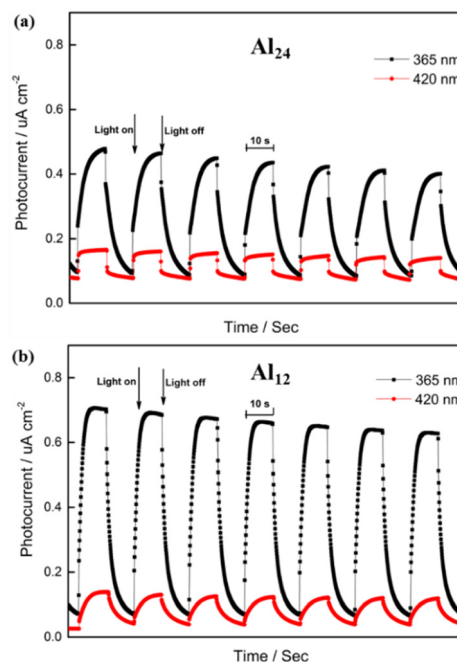 (a)
Al24
365 nm
420 nm
Light on
Light off
10 s
Photocurrent / uA cm-2
0.8
0.6
0.4
0.2
0.0
Time / Sec
(b)
Al12
365 nm
420 nm
Light on
Light off
10 s
Photocurrent / uA cm-2
0.8
0.6
0.4
0.2
0.0
Time / Sec